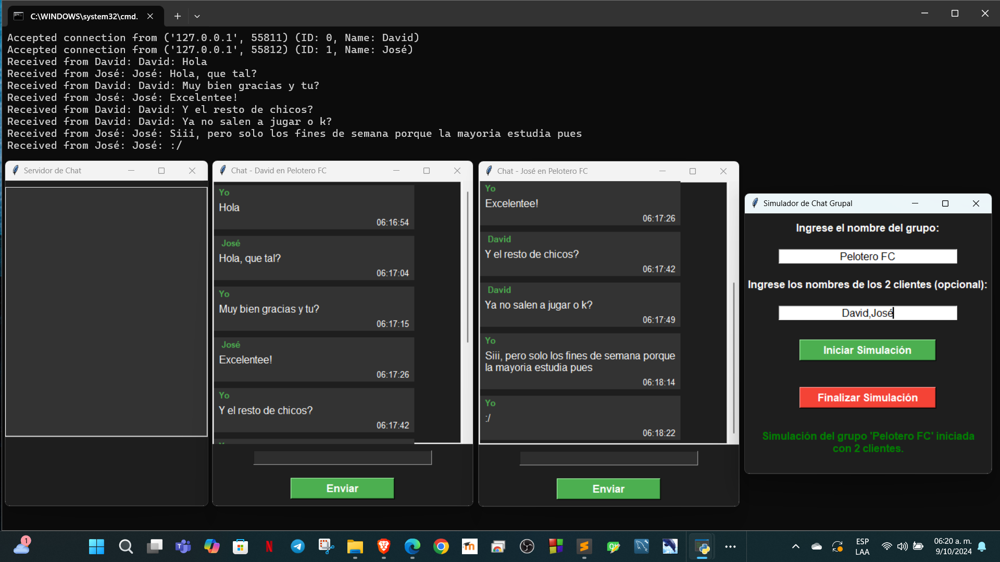 C:\WINDOWS\system32\cmd.
Accepted connection from ('127.0.0.1', 55811) (ID: 0, Name: David)
Accepted connection from ('127.0.0.1', 55812) (ID: 1, Name: José)
Received from David: David: Hola
Received from José: José: Hola, que tal?
Received from David: David: Muy bien gracias y tu?
Received from José: José: Excelentee!
Received from David: David: Y el resto de chicos?
Received from David: David: Ya no salen a jugar o k?
Received from José: José: Siii, pero solo los fines de semana porque la mayoria estudia pues
Received from José: José: :/
Servidor de Chat
Chat - David en Pelotero FC
Yo
Hola
06:16:54
José
Hola, que tal?
06:17:04
Yo
Muy bien gracias y tu?
06:17:15
José
Excelentee!
06:17:26
Yo
Y el resto de chicos?
06:17:42
Enviar
Chat - José en Pelotero FC
Yo
Excelentee!
06:17:26
David
Y el resto de chicos?
06:17:42
David
Ya no salen a jugar o k?
06:17:49
Yo
Siii, pero solo los fines de semana porque
la mayoria estudia pues
06:18:14
Yo
:/
06:18:22
Enviar
Simulador de Chat Grupal
Ingrese el nombre del grupo:
Pelotero FC
Ingrese los nombres de los 2 clientes (opcional):
David,José
Iniciar Simulación
Finalizar Simulación
Simulación del grupo 'Pelotero FC' iniciada
con 2 clientes.
1
ESP
LAA
06:20 a. m.
9/10/2024